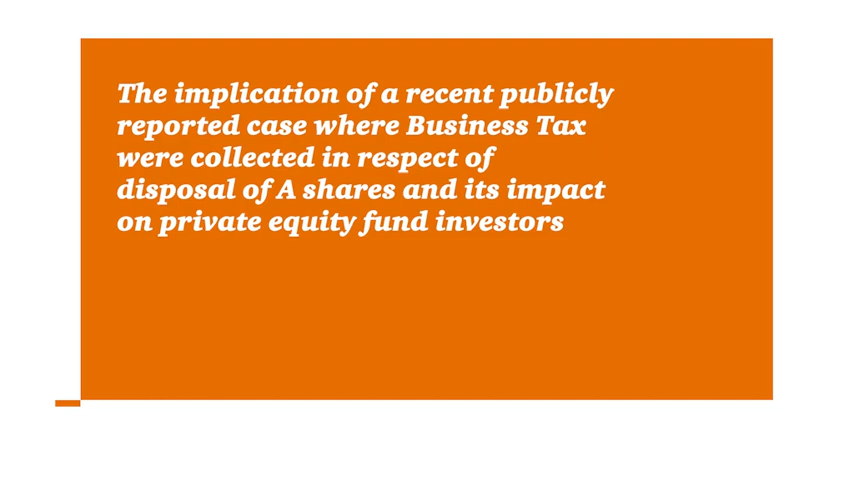 The implication of a recent publicly
reported case where Business Tax
were collected in respect of
disposal of A shares and its impact
on private equity fund investors